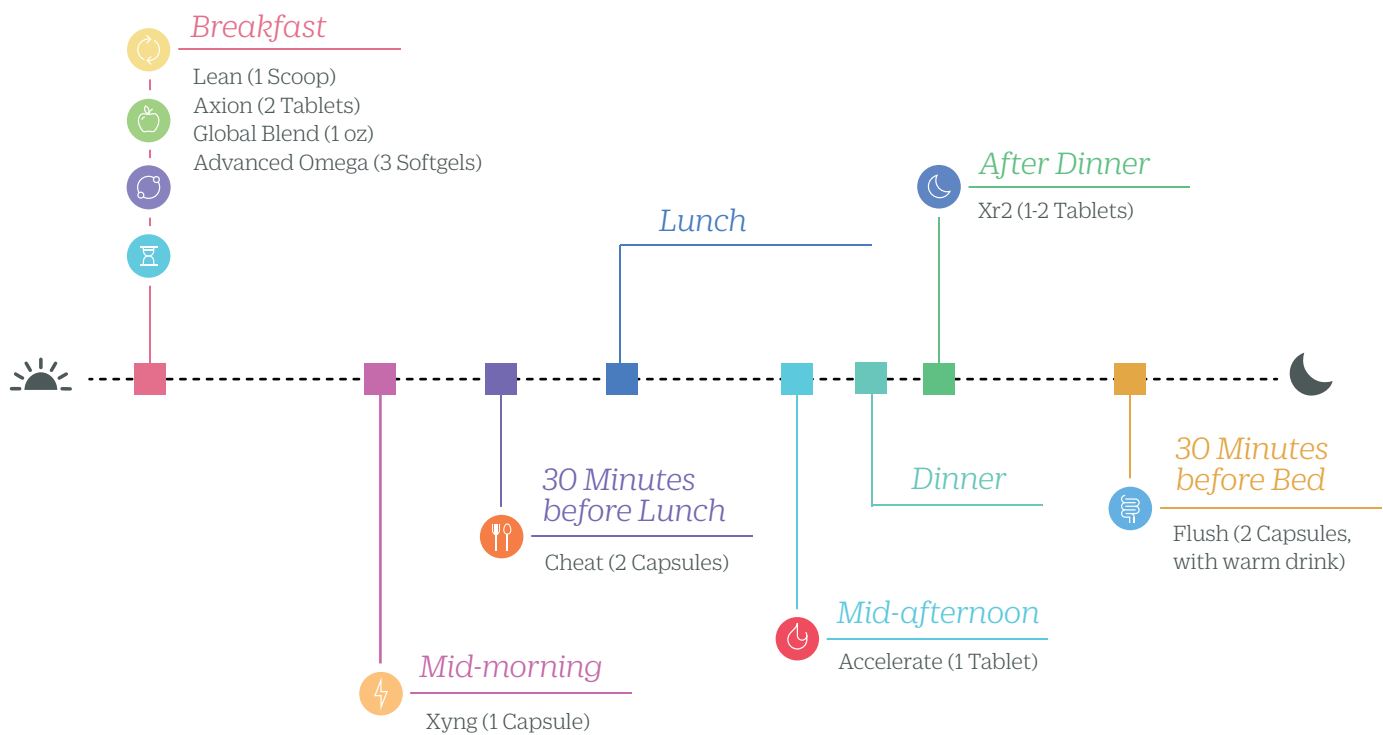 Breakfast
Lean (1 Scoop)
Axion (2 Tablets)
Global Blend (1 oz)
Advanced Omega (3 Softgels)
Mid-morning
Xyng (1 Capsule)
30 Minutes
before Lunch
Cheat (2 Capsules)
Lunch
Mid-afternoon
Accelerate (1 Tablet)
Dinner
After Dinner
Xr2 (1-2 Tablets)
30 Minutes
before Bed
Flush (2 Capsules,
with warm drink)